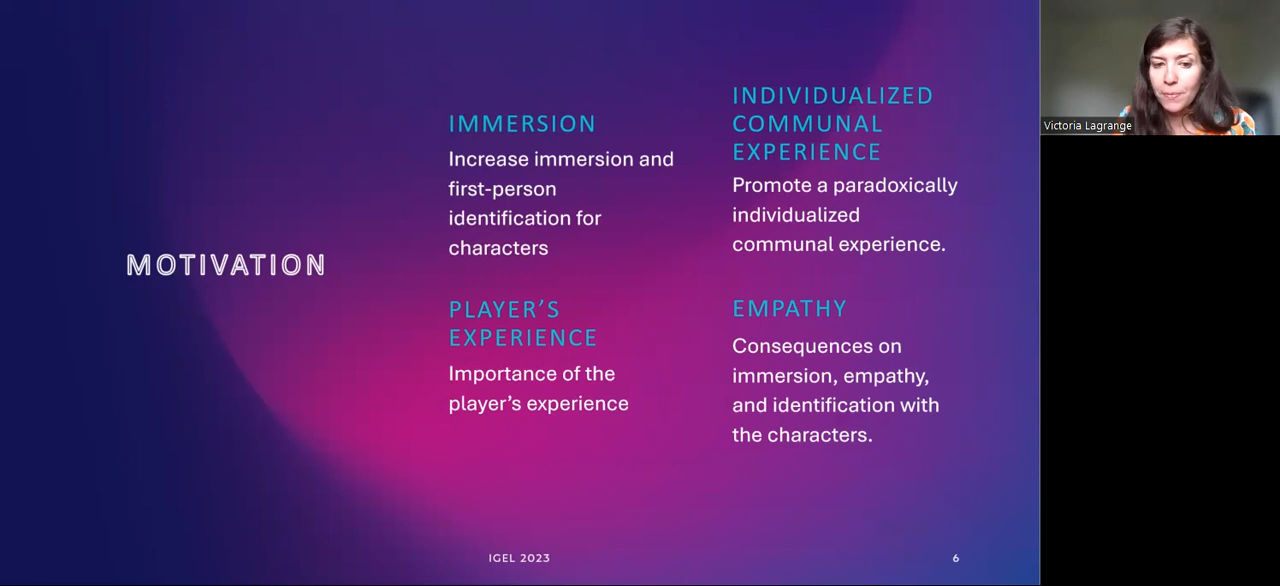 MOTIVATION
IMMERSION
Increase immersion and
first-person
identification for
characters
INDIVIDUALIZED
COMMUNAL
EXPERIENCE
Promote a paradoxically
individualized
communal experience.
PLAYER’S
EXPERIENCE
Importance of the
player’s experience
EMPATHY
Consequences on
immersion, empathy,
and identification with
the characters.
IGEL 2023
6
Victoria Lagrange